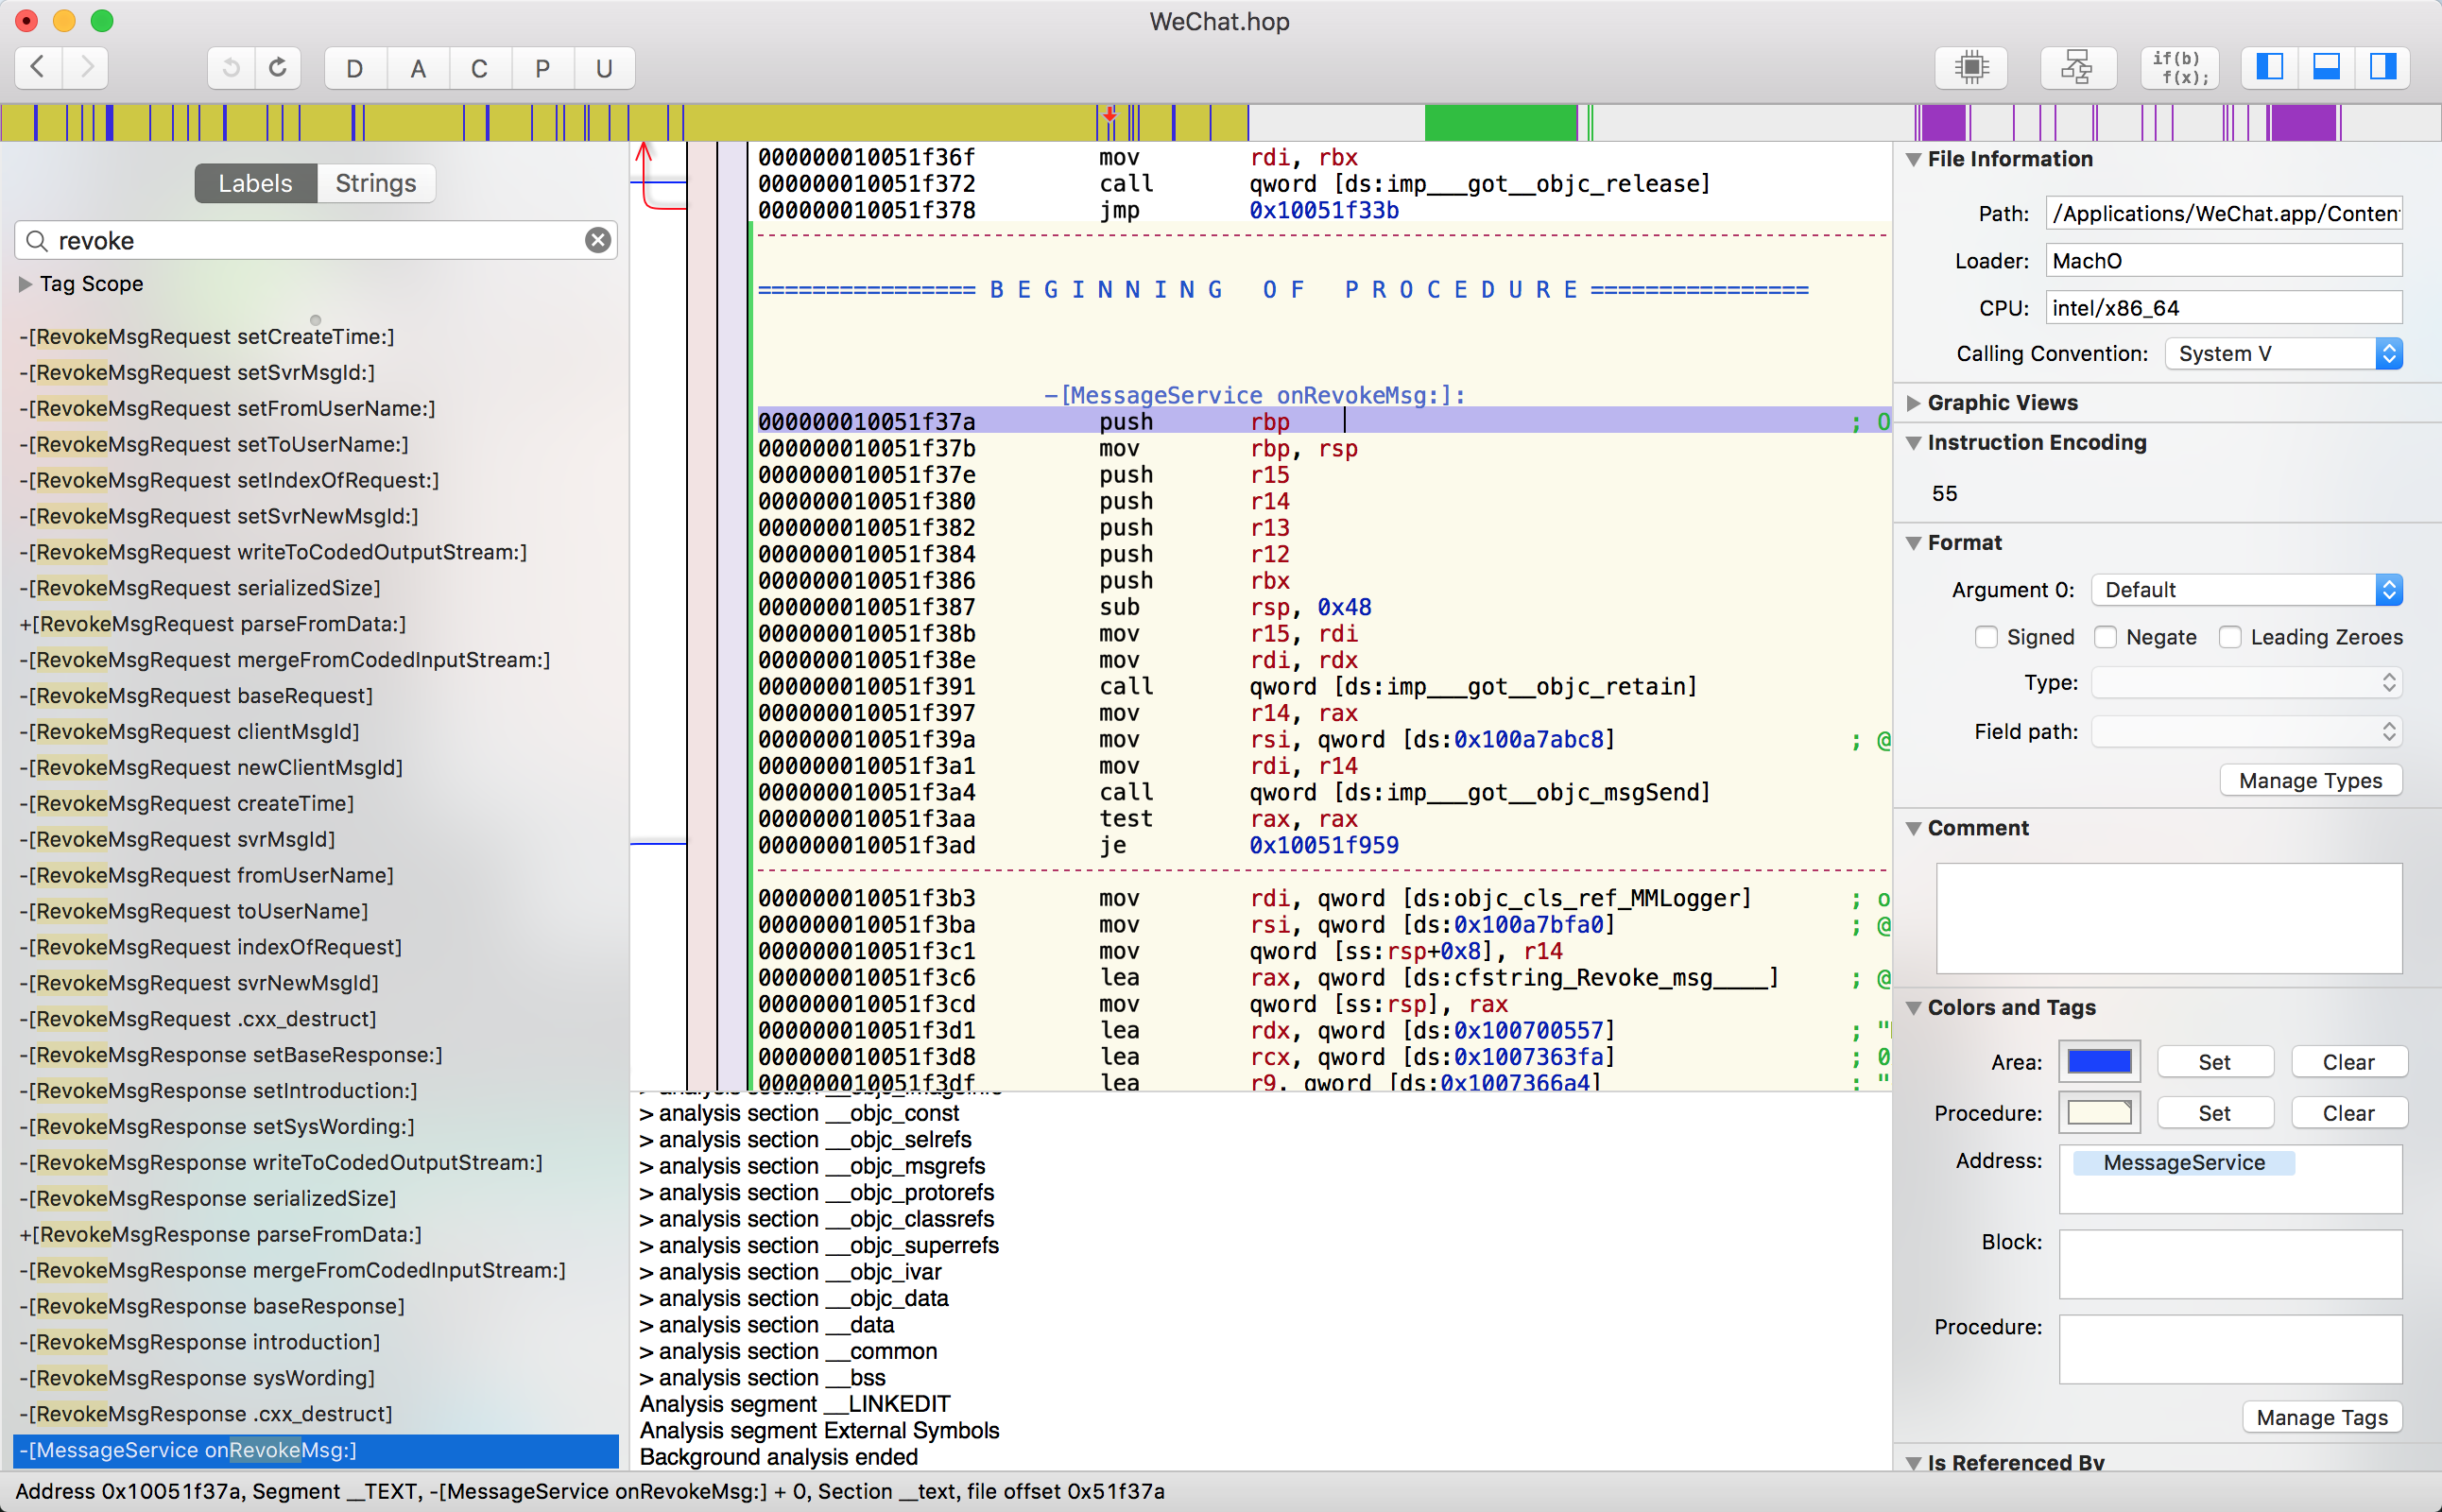 WeChat.hop
D A C P U
if(b)
f(x);
Labels Strings
revoke
Tag Scope
-[RevokeMsgRequest setCreateTime:]
-[RevokeMsgRequest setSvrMsgId:]
-[RevokeMsgRequest setFromUserName:]
-[RevokeMsgRequest setToUserName:]
-[RevokeMsgRequest setIndexOfRequest:]
-[RevokeMsgRequest setSvrNewMsgId:]
-[RevokeMsgRequest writeToCodedOutputStream:]
-[RevokeMsgRequest serializedSize]
+[RevokeMsgRequest parseFromData:]
-[RevokeMsgRequest mergeFromCodedInputStream:]
-[RevokeMsgRequest baseRequest]
-[RevokeMsgRequest clientMsgId]
-[RevokeMsgRequest newClientMsgId]
-[RevokeMsgRequest createTime]
-[RevokeMsgRequest svrMsgId]
-[RevokeMsgRequest fromUserName]
-[RevokeMsgRequest toUserName]
-[RevokeMsgRequest indexOfRequest]
-[RevokeMsgRequest svrNewMsgId]
-[RevokeMsgRequest .cxx_destruct]
-[RevokeMsgResponse setBaseResponse:]
-[RevokeMsgResponse setIntroduction:]
-[RevokeMsgResponse setSysWording:]
-[RevokeMsgResponse writeToCodedOutputStream:]
-[RevokeMsgResponse serializedSize]
+[RevokeMsgResponse parseFromData:]
-[RevokeMsgResponse mergeFromCodedInputStream:]
-[RevokeMsgResponse baseResponse]
-[RevokeMsgResponse introduction]
-[RevokeMsgResponse sysWording]
-[RevokeMsgResponse .cxx_destruct]
-[MessageService onRevokeMsg:]
000000010051f36f mov rdi, rbx
000000010051f372 call qword [ds:imp___got__objc_release]
000000010051f378 jmp 0x10051f33b
================ B E G I N N I N G   O F   P R O C E D U R E ================
-[MessageService onRevokeMsg:]:
000000010051f37a push rbp ; O
000000010051f37b mov rbp, rsp
000000010051f37e push r15
000000010051f380 push r14
000000010051f382 push r13
000000010051f384 push r12
000000010051f386 push rbx
000000010051f387 sub rsp, 0x48
000000010051f38b mov r15, rdi
000000010051f38e mov rdi, rdx
000000010051f391 call qword [ds:imp___got__objc_retain]
000000010051f397 mov r14, rax
000000010051f39a mov rsi, qword [ds:0x100a7abc8] ; @
000000010051f3a1 mov rdi, r14
000000010051f3a4 call qword [ds:imp___got__objc_msgSend]
000000010051f3aa test rax, rax
000000010051f3ad je 0x10051f959
000000010051f3b3 mov rdi, qword [ds:objc_cls_ref_MMLogger] ; o
000000010051f3ba mov rsi, qword [ds:0x100a7bfa0] ; @
000000010051f3c1 mov qword [ss:rsp+0x8], r14
000000010051f3c6 lea rax, qword [ds:cfstring_Revoke_msg____] ; @
000000010051f3cd mov qword [ss:rsp], rax
000000010051f3d1 lea rdx, qword [ds:0x100700557] ; "
000000010051f3d8 lea rcx, qword [ds:0x1007363fa] ; 0
000000010051f3df lea r9, qword [ds:0x1007366a4] ; "
> analysis section __objc_imageinfo
> analysis section __objc_const
> analysis section __objc_selrefs
> analysis section __objc_msgrefs
> analysis section __objc_protorefs
> analysis section __objc_classrefs
> analysis section __objc_superrefs
> analysis section __objc_ivar
> analysis section __objc_data
> analysis section __data
> analysis section __common
> analysis section __bss
Analysis segment __LINKEDIT
Analysis segment External Symbols
Background analysis ended
File Information
Path: /Applications/WeChat.app/Conten
Loader: MachO
CPU: intel/x86_64
Calling Convention: System V
Graphic Views
Instruction Encoding
55
Format
Argument 0: Default
Signed Negate Leading Zeroes
Type:
Field path:
Manage Types
Comment
Colors and Tags
Area: Set Clear
Procedure: Set Clear
Address: MessageService
Block:
Procedure:
Manage Tags
Is Referenced By
Address 0x10051f37a, Segment __TEXT, -[MessageService onRevokeMsg:] + 0, Section __text, file offset 0x51f37a